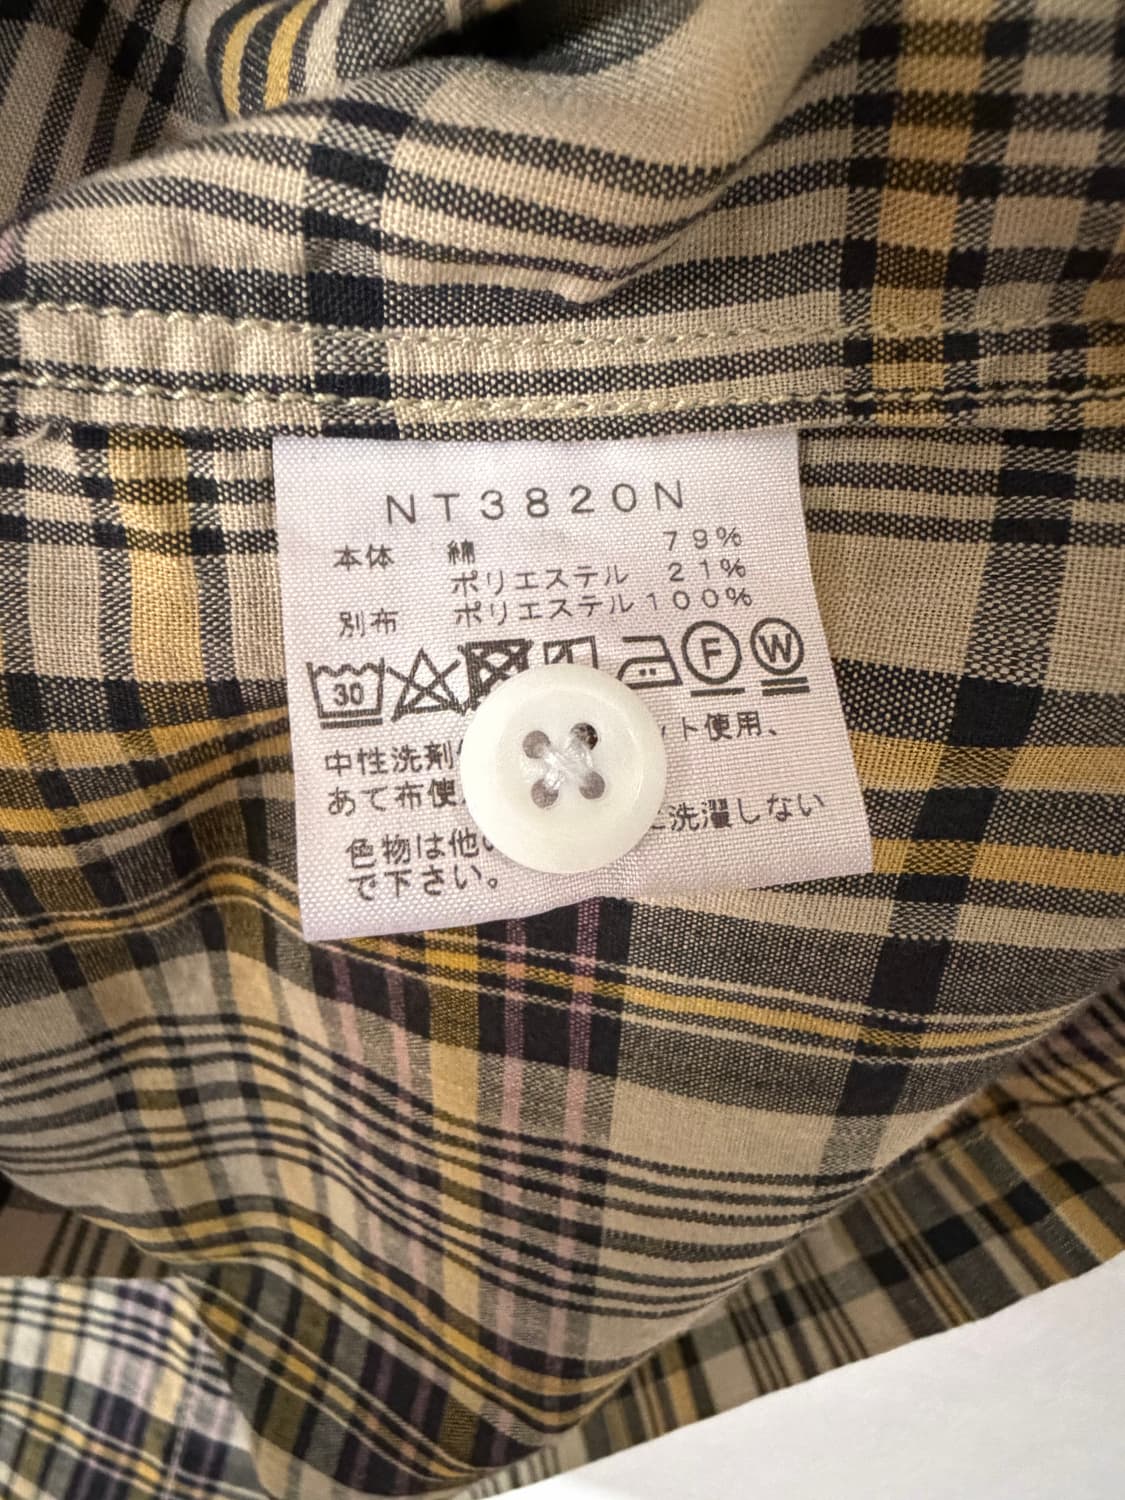 NT3820N
本体 綿 79%
ポリエステル 21%
別布 ポリエステル100%
30 F W
中性洗剤 ット使用、
あて布使
色物は他 に洗濯しない
で下さい。